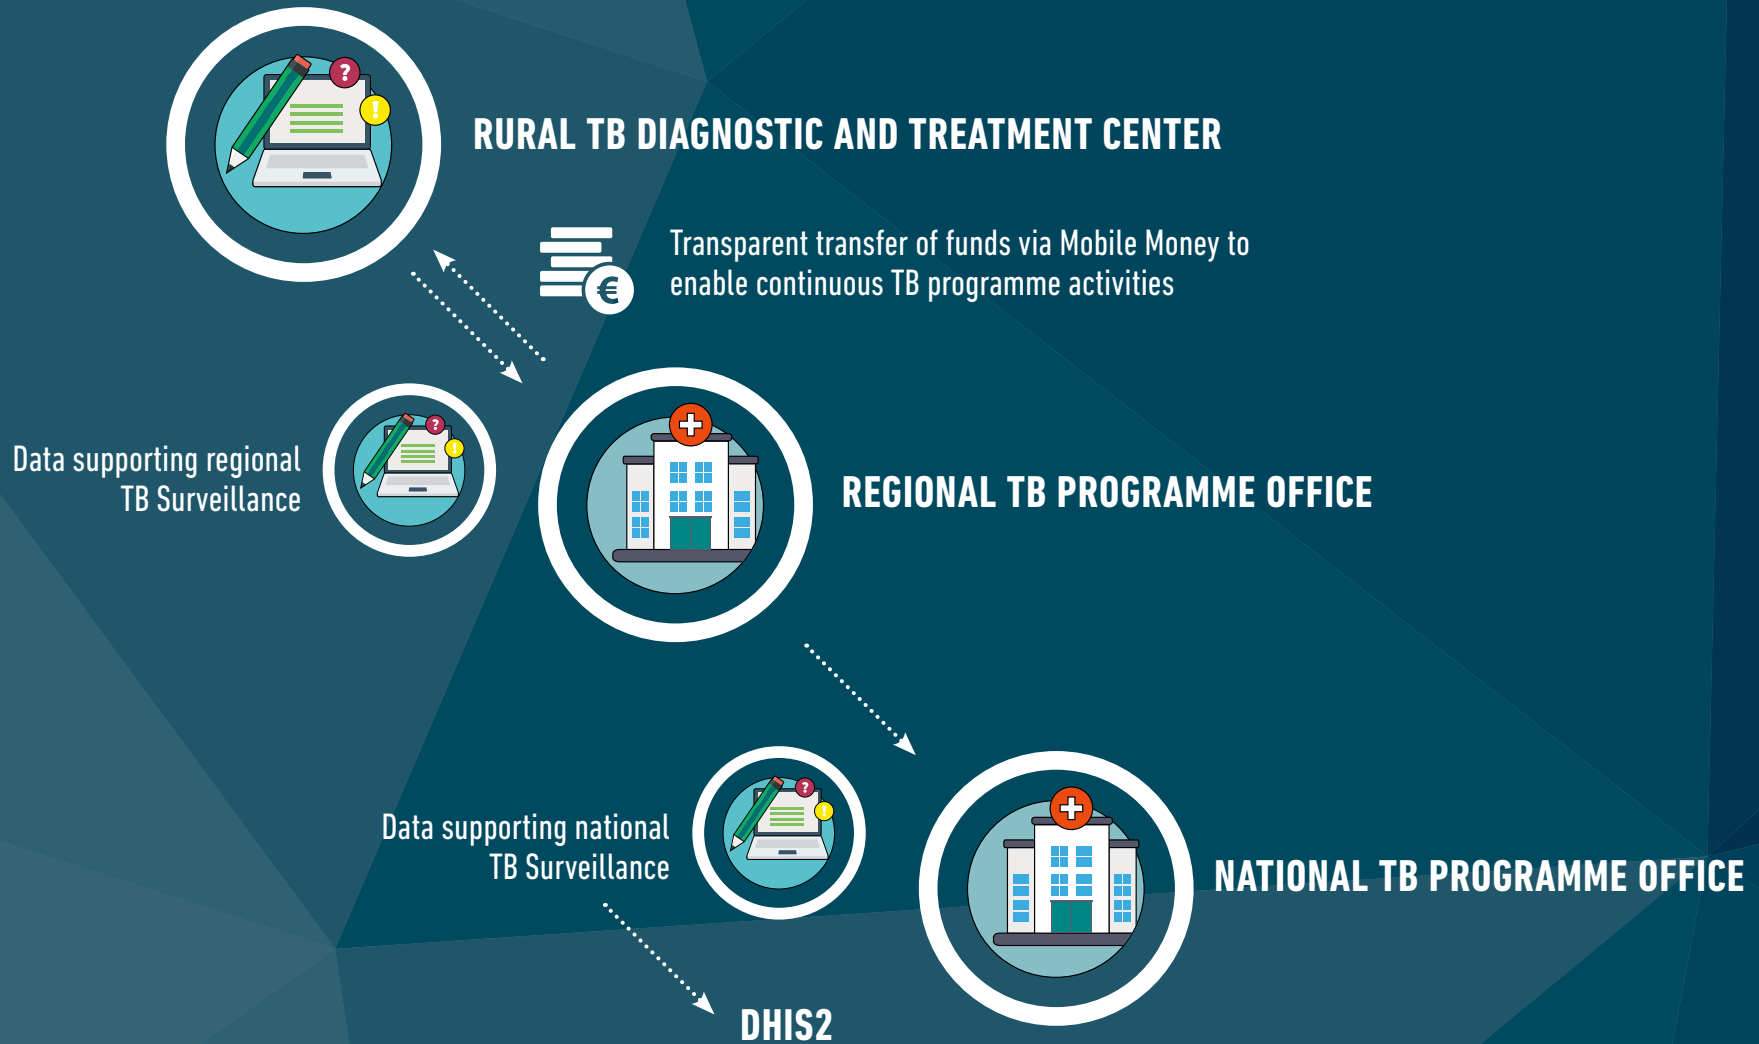 RURAL TB DIAGNOSTIC AND TREATMENT CENTER
Transparent transfer of funds via Mobile Money to
enable continuous TB programme activities
Data supporting regional
TB Surveillance
REGIONAL TB PROGRAMME OFFICE
Data supporting national
TB Surveillance
NATIONAL TB PROGRAMME OFFICE
DHIS2